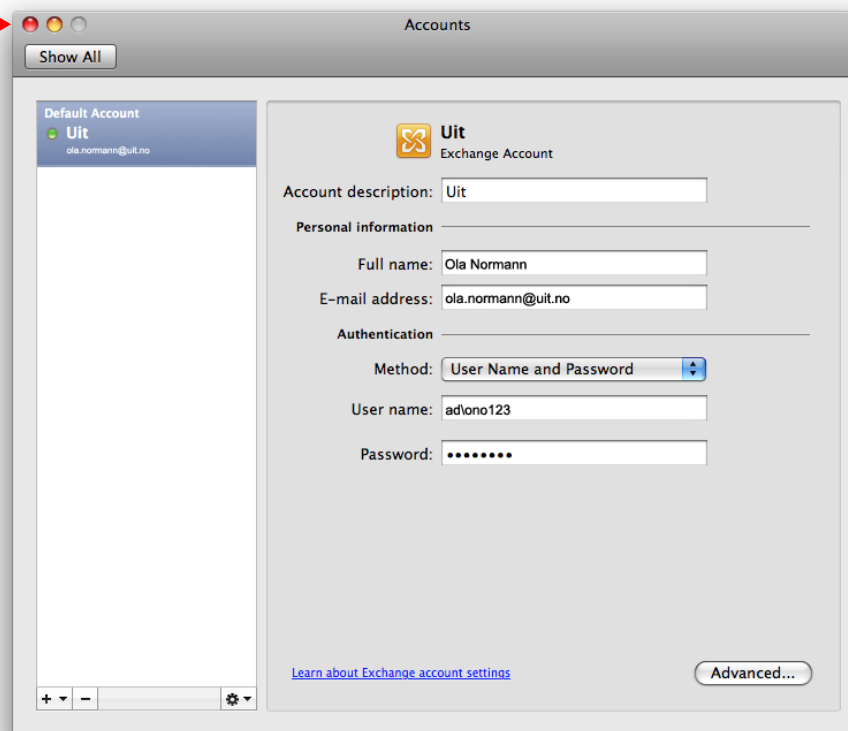 Accounts
Show All
Default Account
Uit
ola.normann@uit.no
Uit
Exchange Account
Account description: Uit
Personal information
Full name: Ola Normann
E-mail address: ola.normann@uit.no
Authentication
Method: User Name and Password
User name: ad\ono123
Password: ••••••••
Learn about Exchange account settings
Advanced...